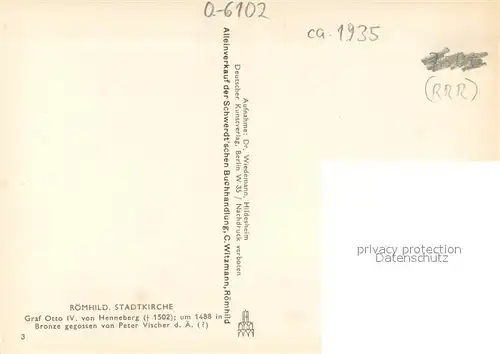 Q-6102
ca. 1935
(RRR)
Aufnahme: Dr. Wiedemann, Hildesheim
Deutscher Kunstverlag, Berlin W 35 / Nachdruck verboten
Alleinverkauf der Schwerdt'schen Buchhandlung, C. Witzmann, Römhild
privacy protection
AnsichtskartenVersand
RÖMHILD. STADTKIRCHE
Graf Otto IV. von Henneberg († 1502); um 1488 in
Bronze gegossen von Peter Vischer d. Ä. (?)
3